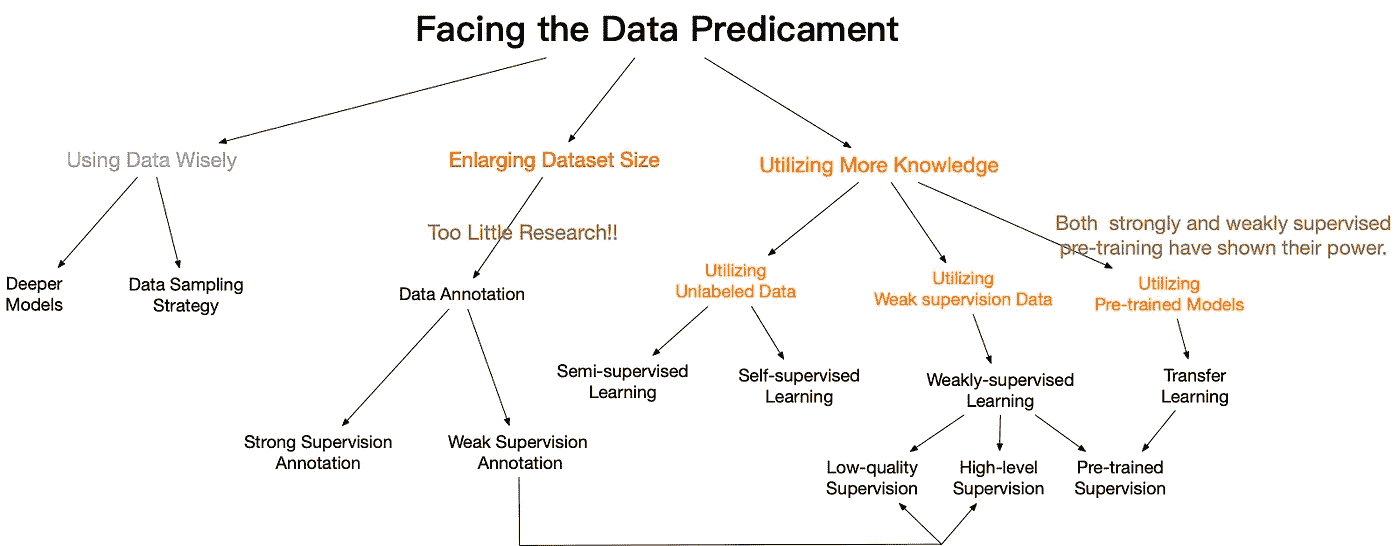 Facing the Data Predicament
Using Data Wisely
Enlarging Dataset Size
Utilizing More Knowledge
Too Little Research!!
Both strongly and weakly supervised
pre-training have shown their power.
Deeper
Models
Data Sampling
Strategy
Data Annotation
Utilizing
Unlabeled Data
Utilizing
Weak supervision Data
Utilizing
Pre-trained Models
Semi-supervised
Learning
Self-supervised
Learning
Weakly-supervised
Learning
Transfer
Learning
Strong Supervision
Annotation
Weak Supervision
Annotation
Low-quality
Supervision
High-level
Supervision
Pre-trained
Supervision